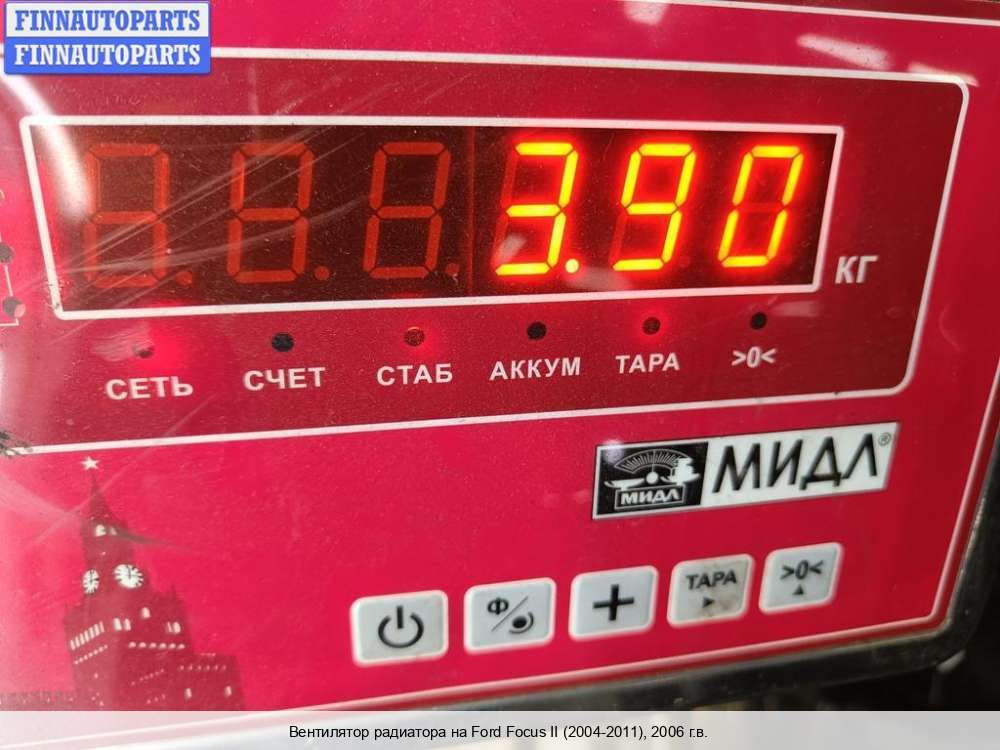 FINNAUTOPARTS
FINNAUTOPARTS
3.90
КГ
СЕТЬ СЧЕТ СТАБ АККУМ ТАРА >0<
МИДЛ МИДЛ®
Ф ТАРА >0<
Вентилятор радиатора на Ford Focus II (2004-2011), 2006 г.в.